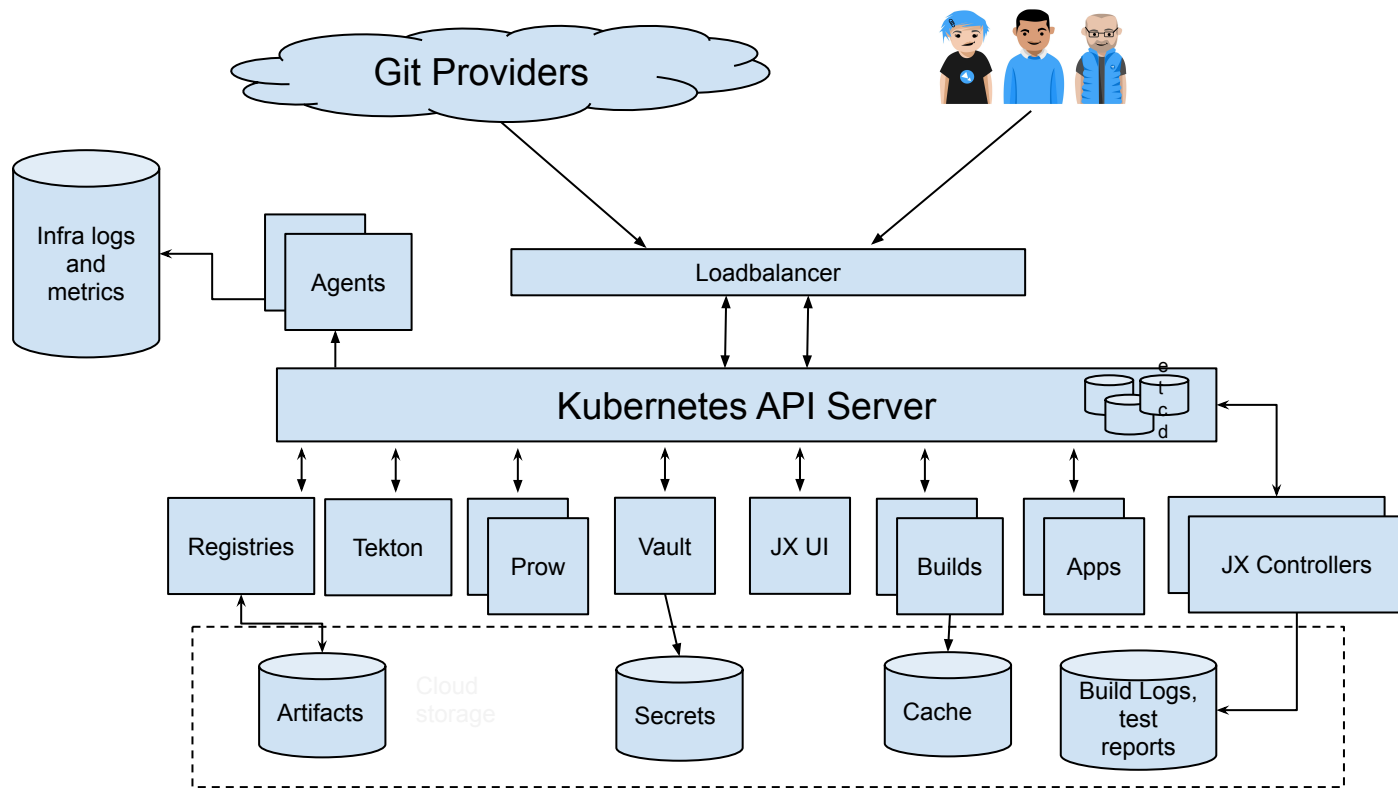 Git Providers
Infra logs
and
metrics
Agents
Loadbalancer
Kubernetes API Server
e
t
c
d
Registries
Tekton
Prow
Vault
JX UI
Builds
Apps
JX Controllers
Artifacts
Cloud
storage
Secrets
Cache
Build Logs,
test
reports